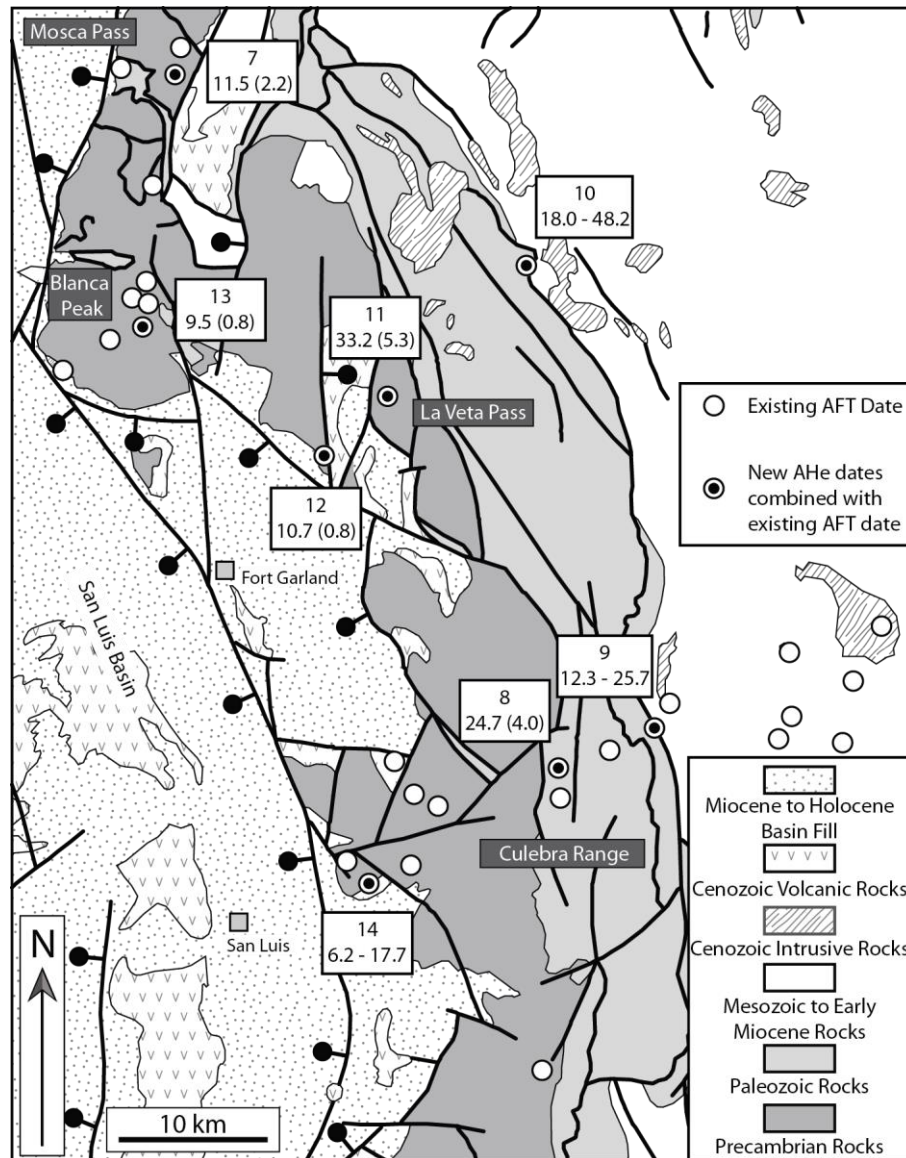 Mosca Pass
7
11.5 (2.2)
10
18.0 - 48.2
Blanca
Peak
13
9.5 (0.8)
11
33.2 (5.3)
La Veta Pass
Existing AFT Date
New AHe dates
combined with
existing AFT date
12
10.7 (0.8)
Fort Garland
San Luis Basin
9
12.3 - 25.7
8
24.7 (4.0)
Culebra Range
14
6.2 - 17.7
San Luis
N
10 km
Miocene to Holocene
Basin Fill
Cenozoic Volcanic Rocks
Cenozoic Intrusive Rocks
Mesozoic to Early
Miocene Rocks
Paleozoic Rocks
Precambrian Rocks